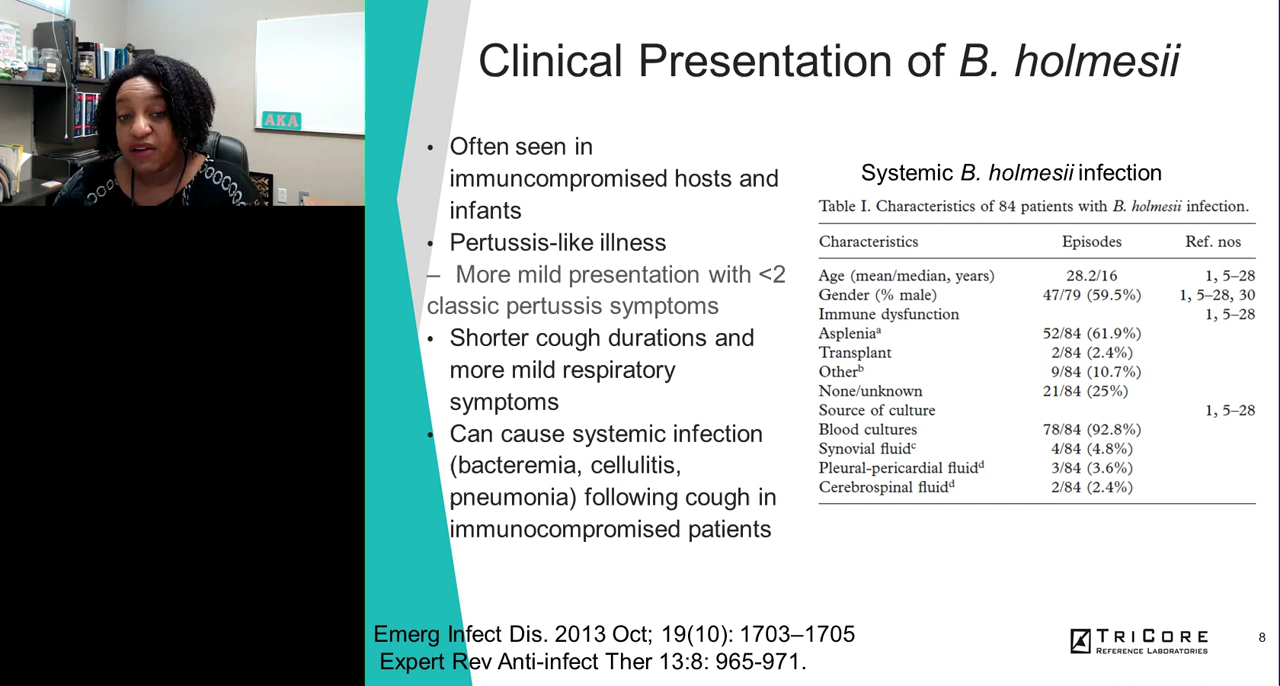 AKA
Clinical Presentation of B. holmesii
• Often seen in
immuncompromised hosts and
infants
• Pertussis-like illness
– More mild presentation with <2
classic pertussis symptoms
• Shorter cough durations and
more mild respiratory
symptoms
• Can cause systemic infection
(bacteremia, cellulitis,
pneumonia) following cough in
immunocompromised patients
Systemic B. holmesii infection
Table I. Characteristics of 84 patients with B. holmesii infection.
Characteristics Episodes Ref. nos
Age (mean/median, years) 28.2/16 1, 5–28
Gender (% male) 47/79 (59.5%) 1, 5–28, 30
Immune dysfunction 1, 5–28
Aspleniaᵃ 52/84 (61.9%)
Transplant 2/84 (2.4%)
Otherᵇ 9/84 (10.7%)
None/unknown 21/84 (25%)
Source of culture 1, 5–28
Blood cultures 78/84 (92.8%)
Synovial fluidᶜ 4/84 (4.8%)
Pleural-pericardial fluidᵈ 3/84 (3.6%)
Cerebrospinal fluidᵈ 2/84 (2.4%)
Emerg Infect Dis. 2013 Oct; 19(10): 1703–1705
Expert Rev Anti-infect Ther 13:8: 965-971.
TRICORE
REFERENCE LABORATORIES
8